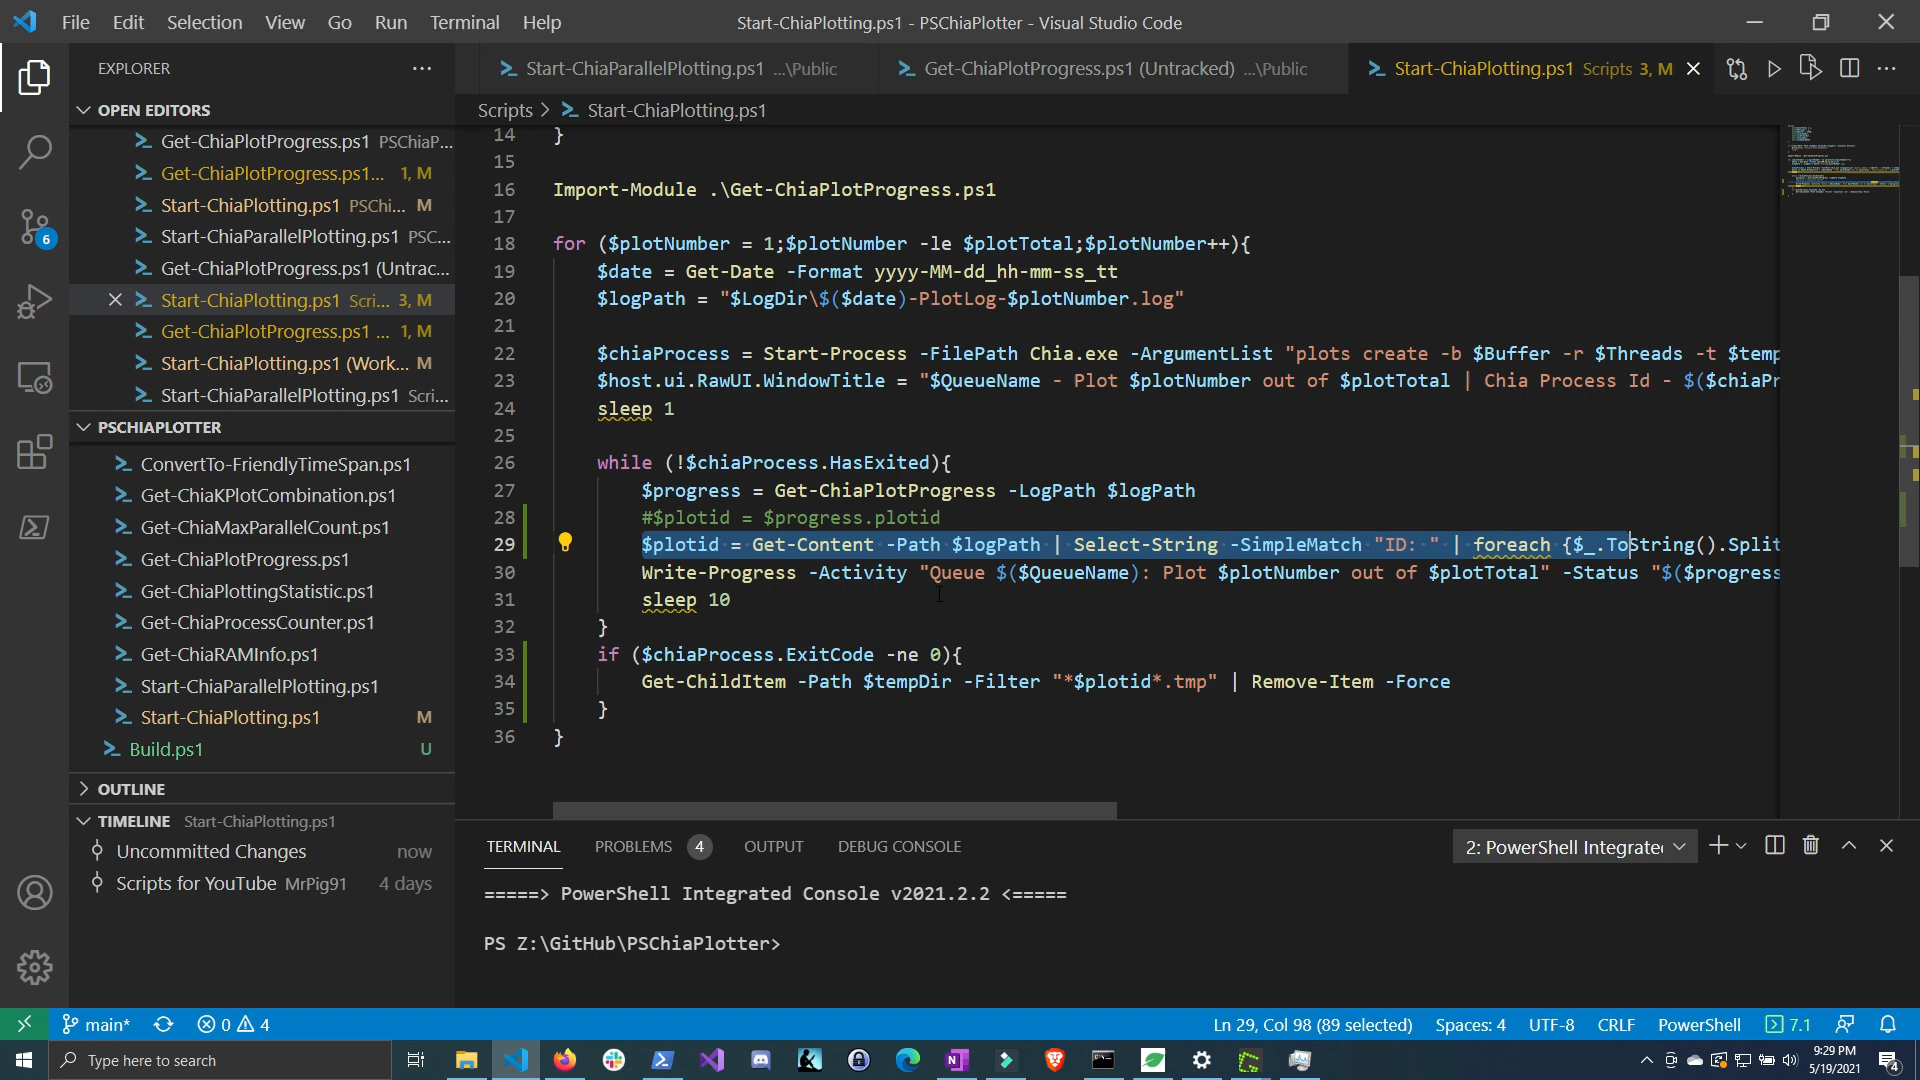 File Edit Selection View Go Run Terminal Help
Start-ChiaPlotting.ps1 - PSChiaPlotter - Visual Studio Code
EXPLORER
Start-ChiaParallelPlotting.ps1 ...\Public
Get-ChiaPlotProgress.ps1 (Untracked) ...\Public
Start-ChiaPlotting.ps1 Scripts 3, M
OPEN EDITORS
Get-ChiaPlotProgress.ps1 PSChiaP...
Get-ChiaPlotProgress.ps1... 1, M
Start-ChiaPlotting.ps1 PSChi... M
Start-ChiaParallelPlotting.ps1 PSC...
Get-ChiaPlotProgress.ps1 (Untrac...
Start-ChiaPlotting.ps1 Scri... 3, M
Get-ChiaPlotProgress.ps1 ... 1, M
Start-ChiaPlotting.ps1 (Work... M
Start-ChiaParallelPlotting.ps1 Scri...
6
PSCHIAPLOTTER
ConvertTo-FriendlyTimeSpan.ps1
Get-ChiaKPlotCombination.ps1
Get-ChiaMaxParallelCount.ps1
Get-ChiaPlotProgress.ps1
Get-ChiaPlottingStatistic.ps1
Get-ChiaProcessCounter.ps1
Get-ChiaRAMInfo.ps1
Start-ChiaParallelPlotting.ps1
Start-ChiaPlotting.ps1 M
Build.ps1 U
OUTLINE
TIMELINE Start-ChiaPlotting.ps1
Uncommitted Changes now
Scripts for YouTube MrPig91 4 days
Scripts > Start-ChiaPlotting.ps1
14 }
15
16 Import-Module .\Get-ChiaPlotProgress.ps1
17
18 for ($plotNumber = 1;$plotNumber -le $plotTotal;$plotNumber++){
19 $date = Get-Date -Format yyyy-MM-dd_hh-mm-ss_tt
20 $logPath = "$LogDir\$($date)-PlotLog-$plotNumber.log"
21
22 $chiaProcess = Start-Process -FilePath Chia.exe -ArgumentList "plots create -b $Buffer -r $Threads -t $temp
23 $host.ui.RawUI.WindowTitle = "$QueueName - Plot $plotNumber out of $plotTotal | Chia Process Id - $($chiaPr
24 sleep 1
25
26 while (!$chiaProcess.HasExited){
27 $progress = Get-ChiaPlotProgress -LogPath $logPath
28 #$plotid = $progress.plotid
29 $plotid = Get-Content -Path $logPath | Select-String -SimpleMatch "ID: " | foreach {$_.ToString().Split
30 Write-Progress -Activity "Queue $($QueueName): Plot $plotNumber out of $plotTotal" -Status "$($progress
31 sleep 10
32 }
33 if ($chiaProcess.ExitCode -ne 0){
34 Get-ChildItem -Path $tempDir -Filter "*$plotid*.tmp" | Remove-Item -Force
35 }
36 }
TERMINAL PROBLEMS 4 OUTPUT DEBUG CONSOLE
2: PowerShell Integrate
=====> PowerShell Integrated Console v2021.2.2 <=====
PS Z:\GitHub\PSChiaPlotter>
main* 0 4
Ln 29, Col 98 (89 selected) Spaces: 4 UTF-8 CRLF PowerShell 7.1
Type here to search
9:29 PM
5/19/2021
4